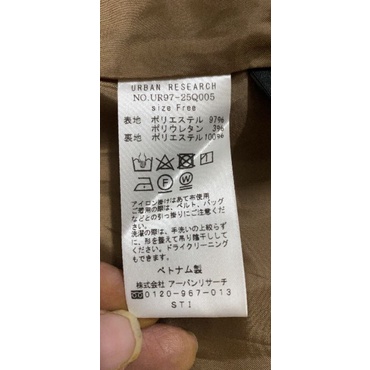 URBAN RESEARCH
NO.UR97-25Q005
size Free
表地 ポリエステル 97%
ポリウレタン 3%
裏地 ポリエステル100%
アイロン掛けはあて布使用
ご着用の際は、ベルト、バッグ
などとの引っ掛りにご注意くだ
さい。
洗濯の際は、手洗いの上絞らず
に、形を整えて吊り陰干しして
ください。ドライクリーニング
もできます。
ベトナム製
株式会社 アーバンリサーチ
0120-967-013
STI